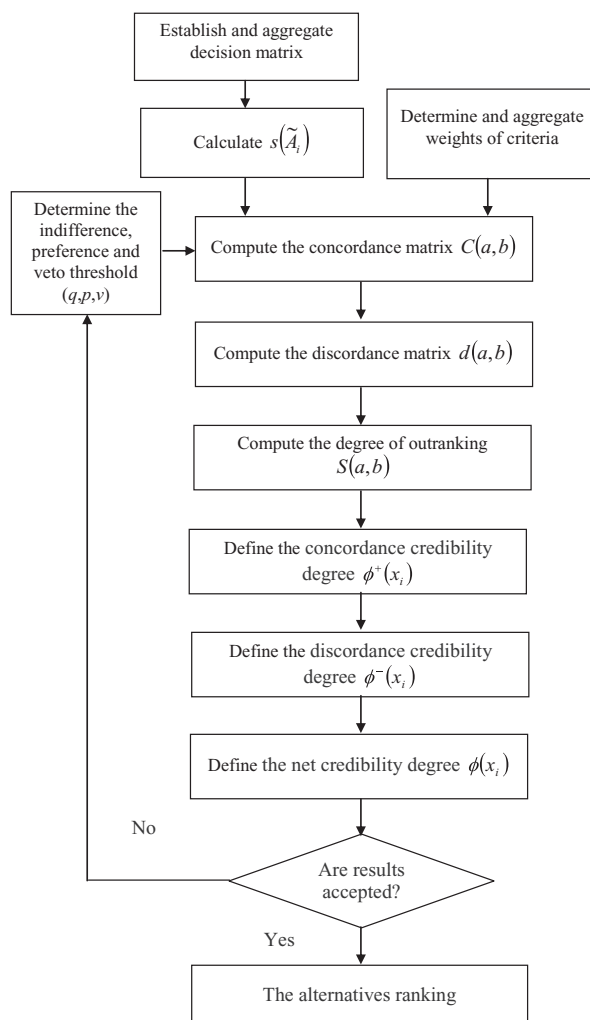 Establish and aggregate
decision matrix
Calculate s(Ã_i)
Determine and aggregate
weights of criteria
Determine the
indifference,
preference and
veto threshold
(q,p,v)
Compute the concordance matrix C(a,b)
Compute the discordance matrix d(a,b)
Compute the degree of outranking
S(a,b)
Define the concordance credibility
degree ϕ⁺(x_i)
Define the discordance credibility
degree ϕ⁻(x_i)
Define the net credibility degree ϕ(x_i)
No
Are results
accepted?
Yes
The alternatives ranking